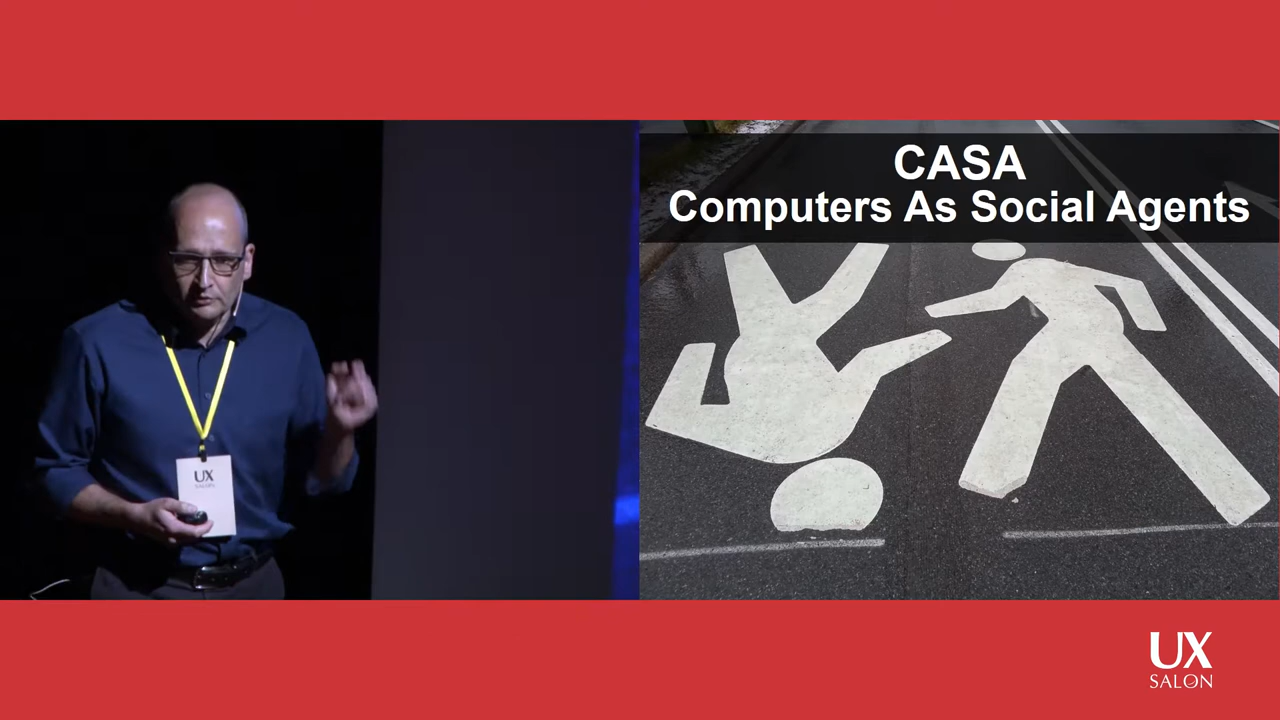 CASA
Computers As Social Agents
UX
SALON
UX
SALON